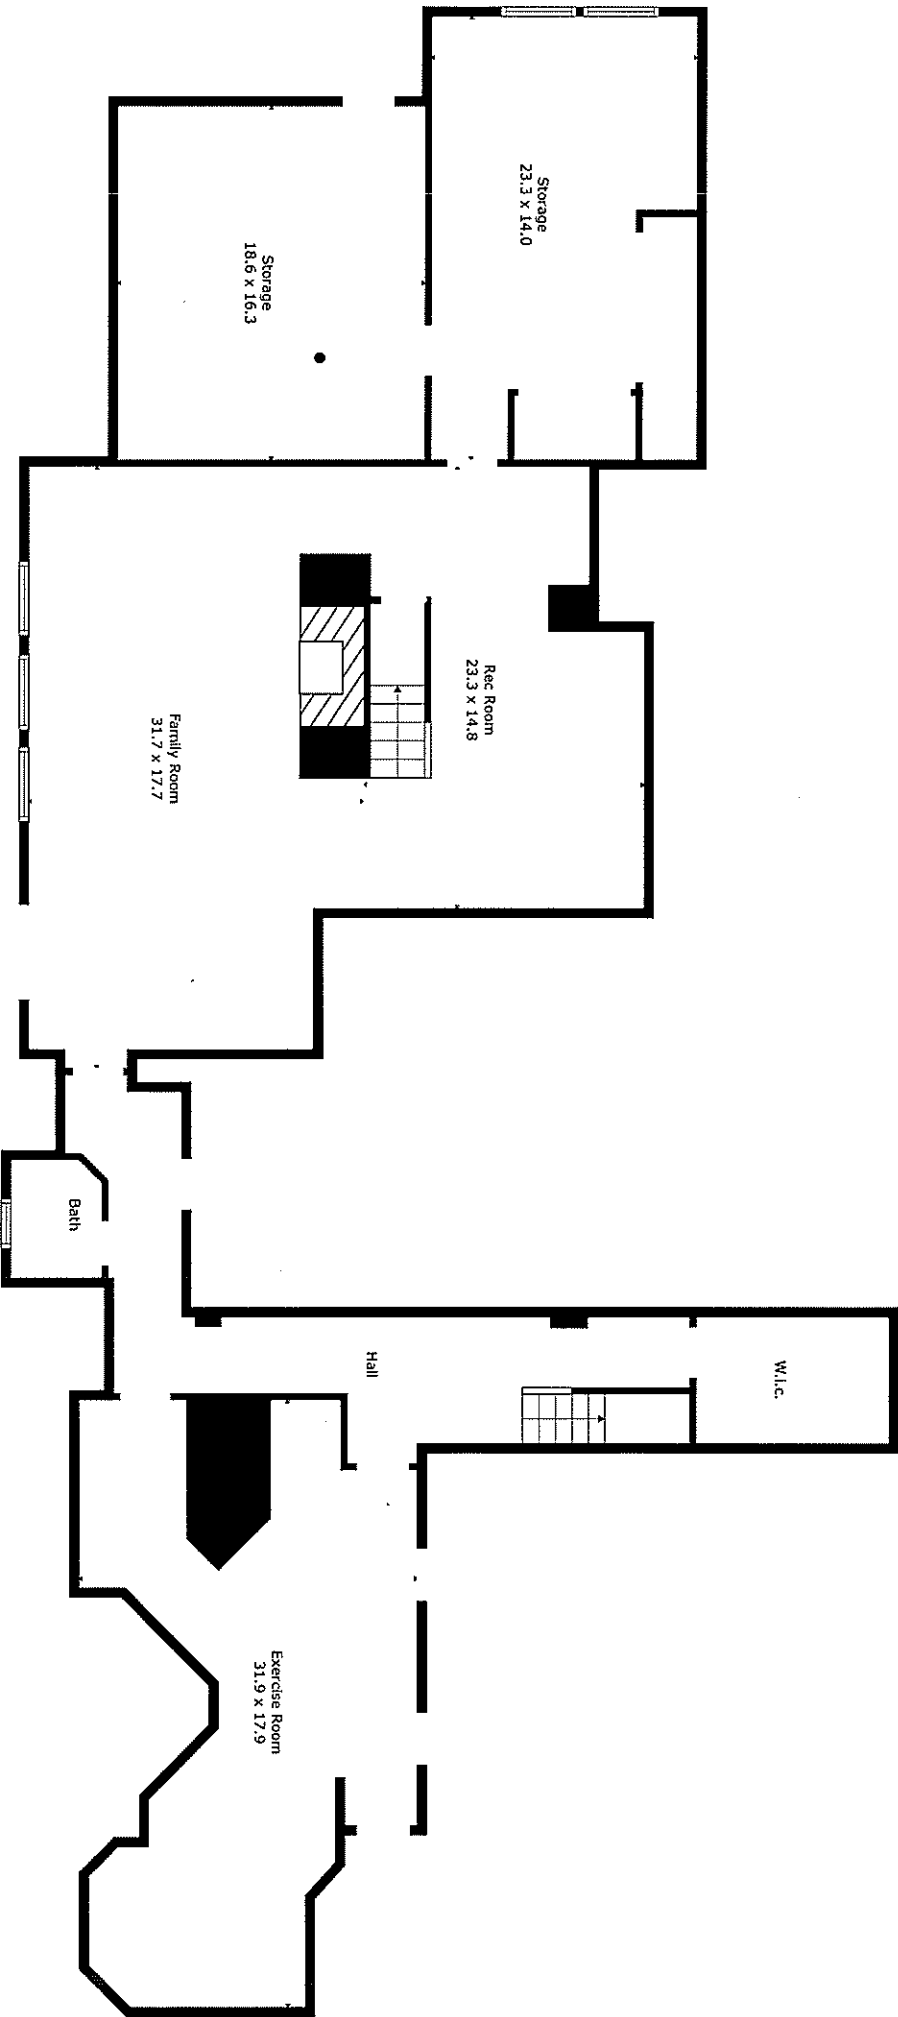 Storage
23.3 x 14.0
Storage
18.6 x 16.3
Rec Room
23.3 x 14.8
Family Room
31.7 x 17.7
Bath
Hall
W.I.C.
Exercise Room
31.9 x 17.9